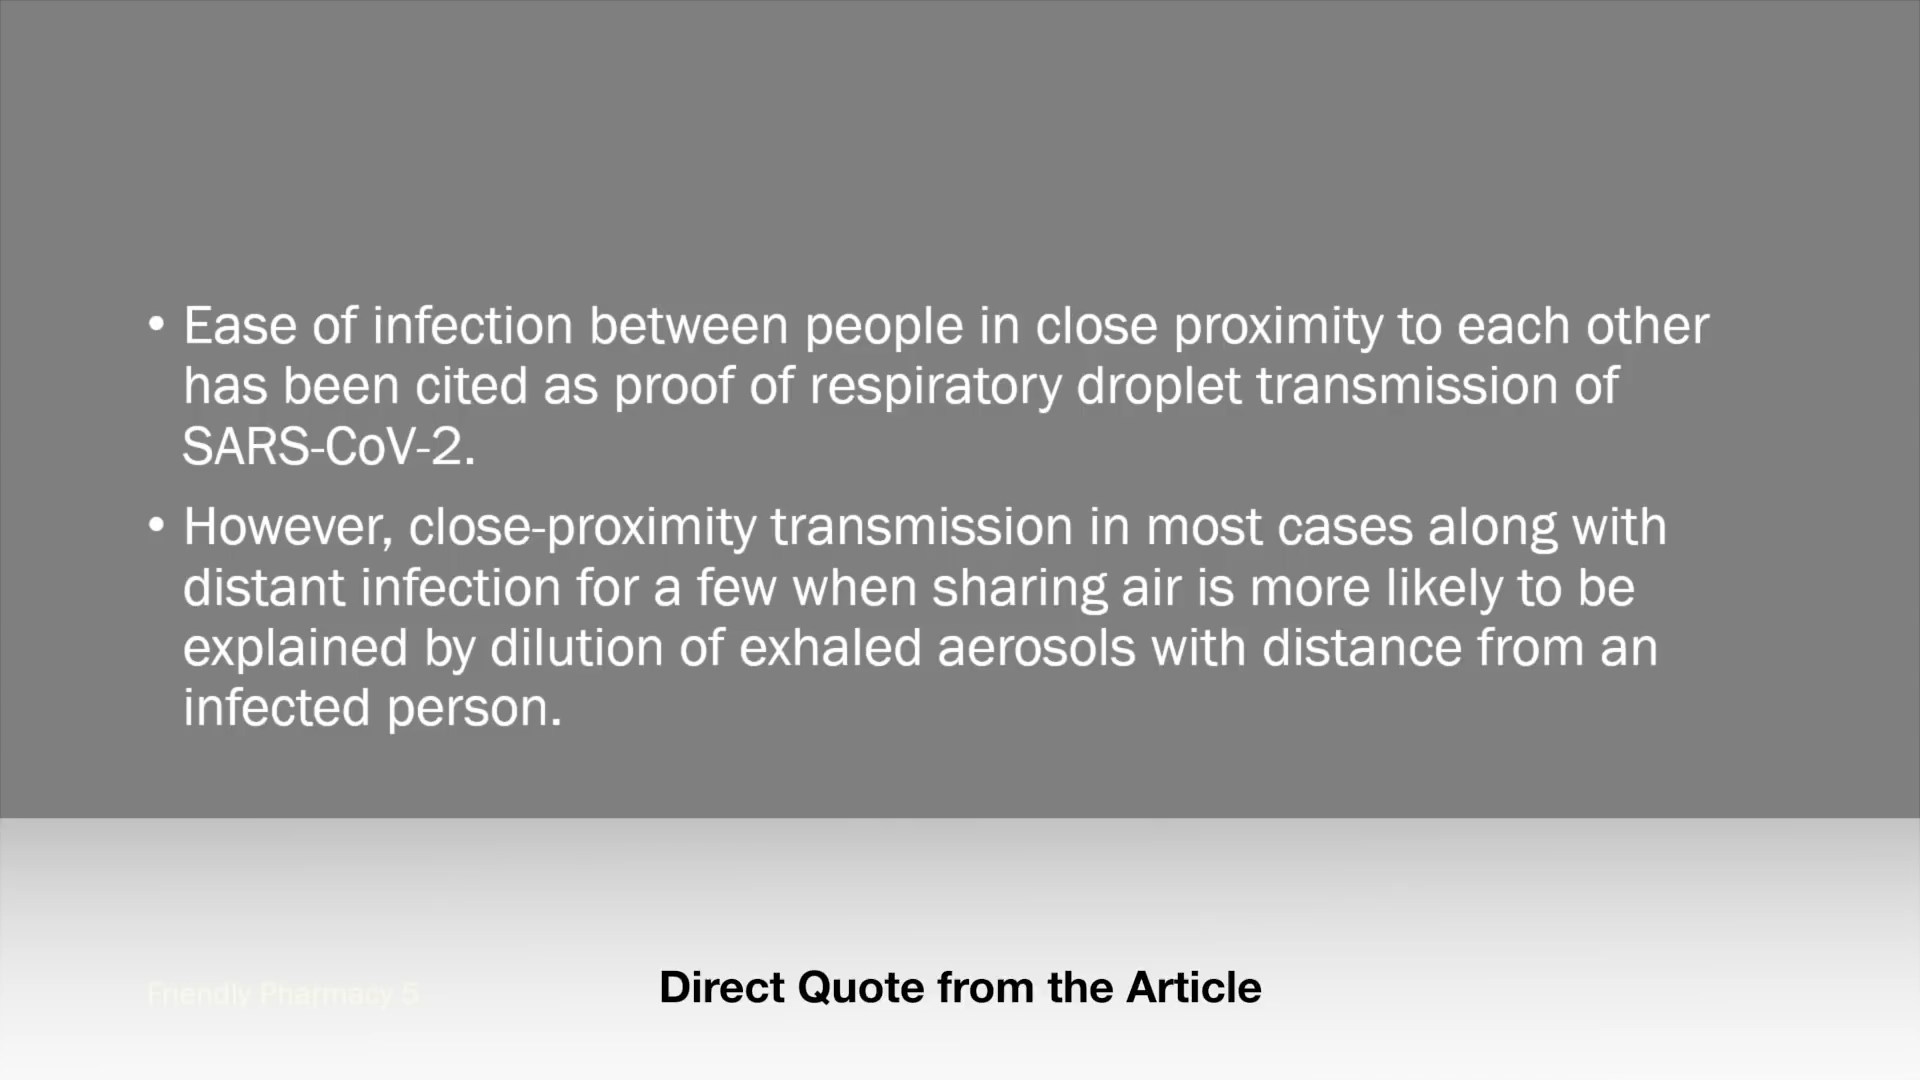 • Ease of infection between people in close proximity to each other
has been cited as proof of respiratory droplet transmission of
SARS-CoV-2.
• However, close-proximity transmission in most cases along with
distant infection for a few when sharing air is more likely to be
explained by dilution of exhaled aerosols with distance from an
infected person.
Friendly Pharmacy 5
Direct Quote from the Article